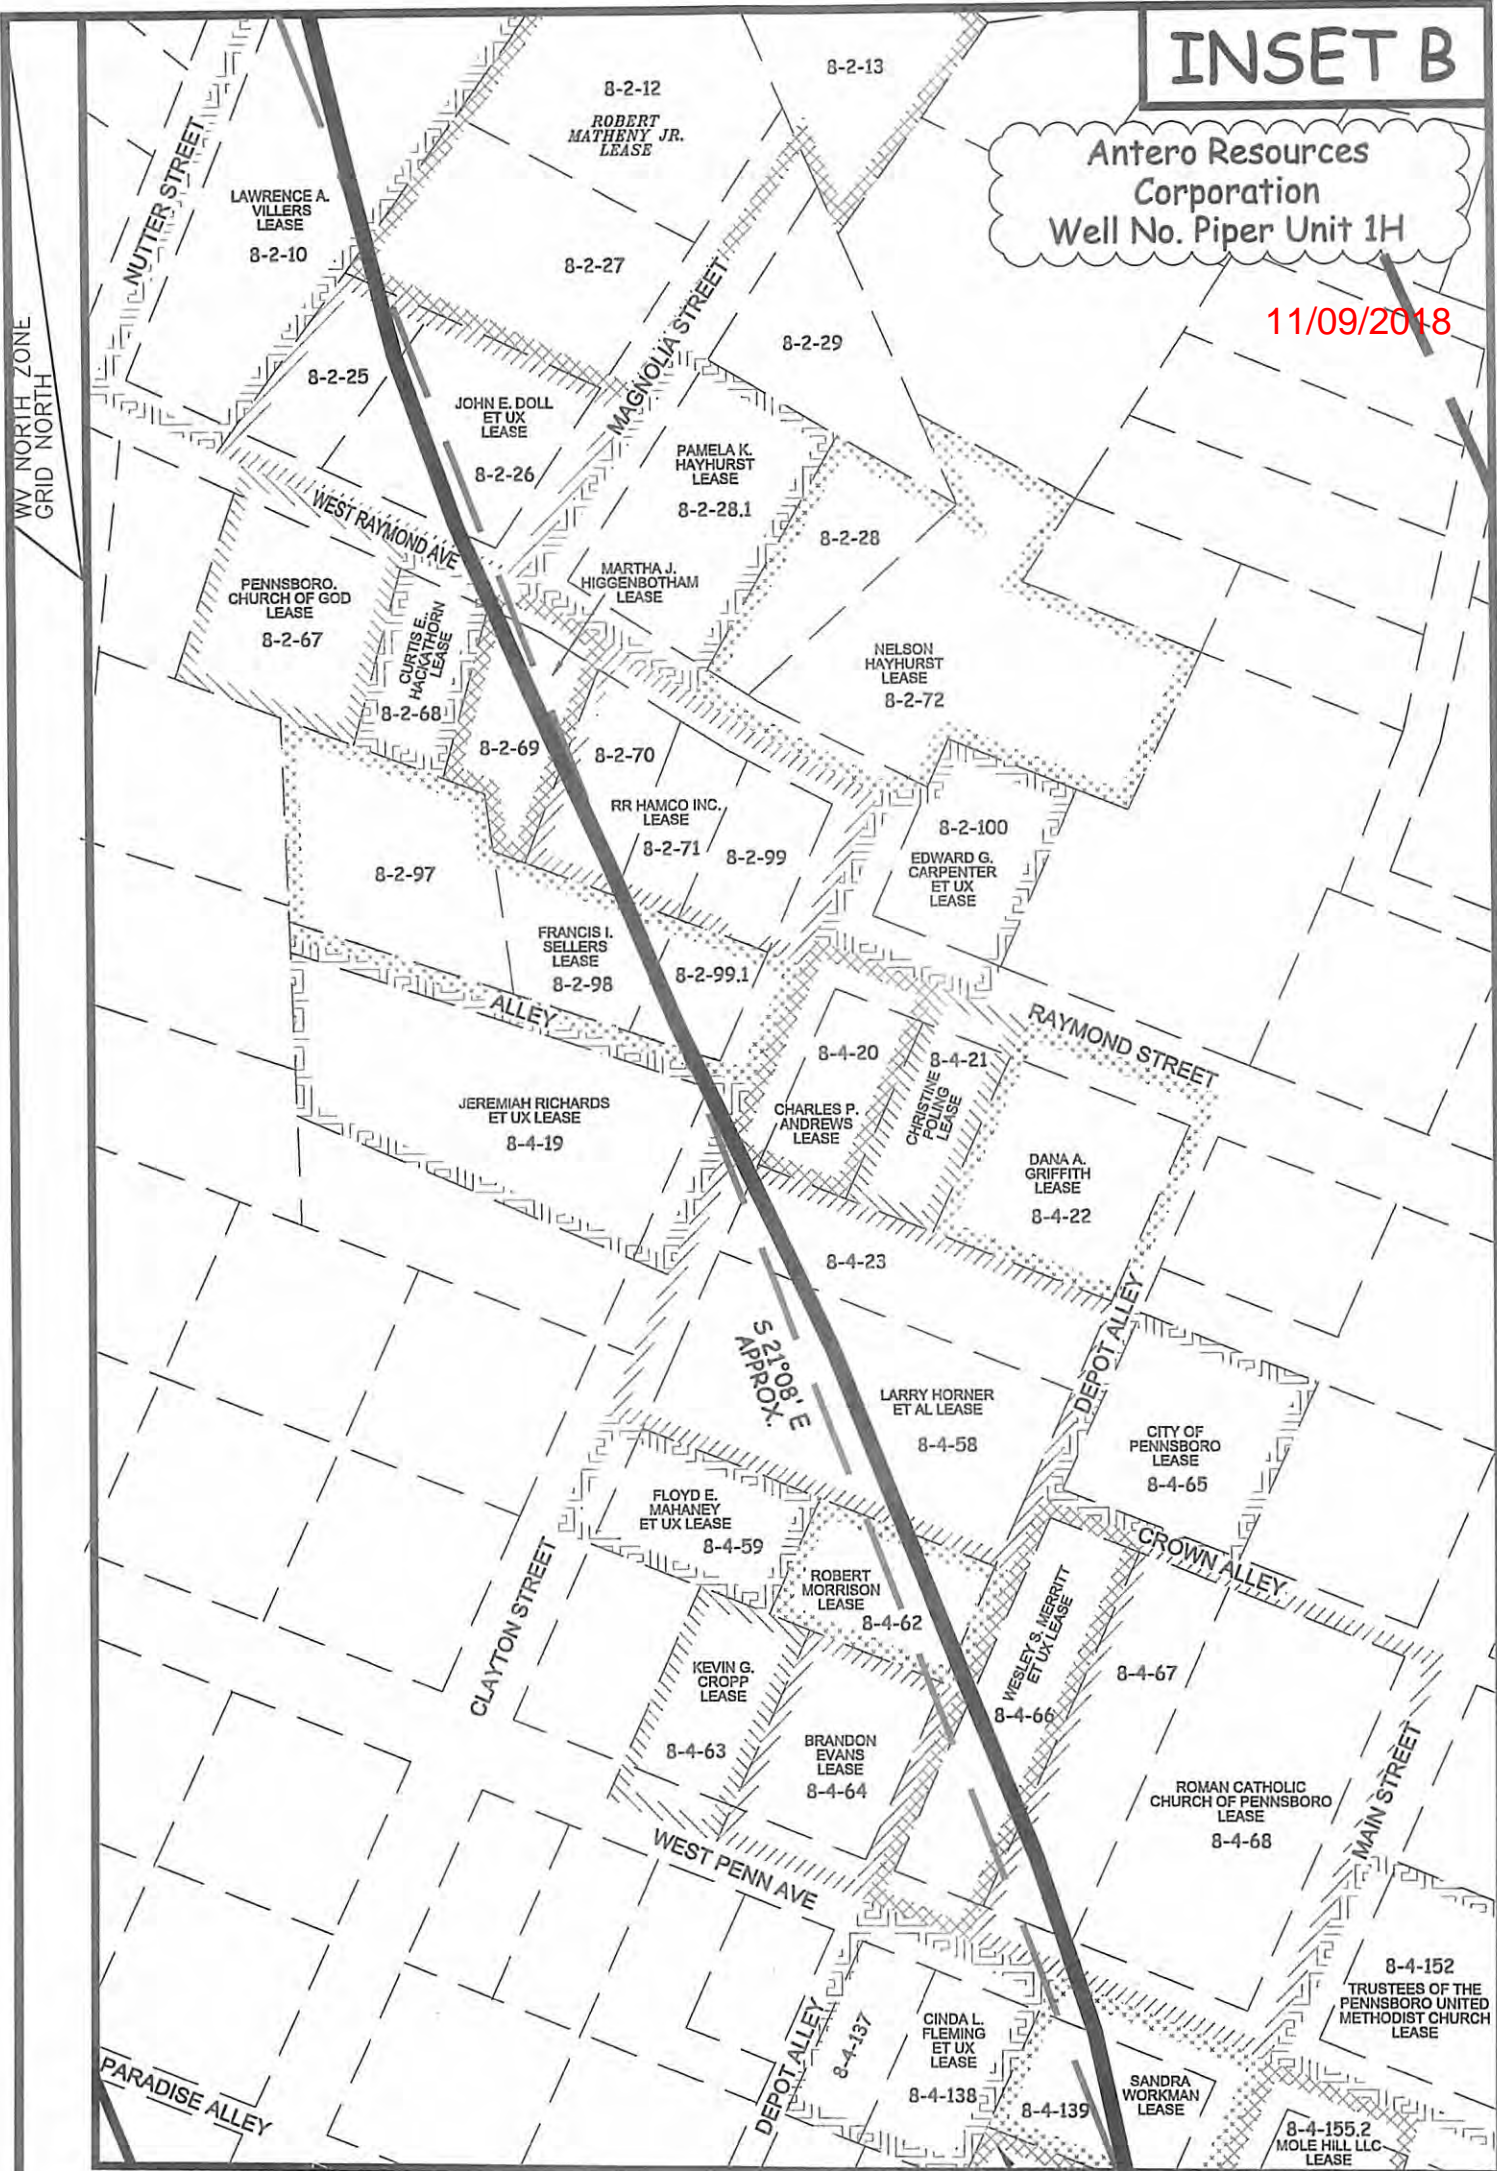 INSET B
Antero Resources
Corporation
Well No. Piper Unit 1H
11/09/2018
WV NORTH ZONE
GRID NORTH
8-2-13
8-2-12
ROBERT
MATHENY JR.
LEASE
NUTTER STREET
LAWRENCE A.
VILLERS
LEASE
8-2-10
8-2-27
MAGNOLIA STREET
8-2-29
8-2-25
JOHN E. DOLL
ET UX
LEASE
8-2-26
PAMELA K.
HAYHURST
LEASE
8-2-28.1
8-2-28
WEST RAYMOND AVE
MARTHA J.
HIGGENBOTHAM
LEASE
PENNSBORO.
CHURCH OF GOD
LEASE
8-2-67
CURTIS E.
HACKATHORN
LEASE
8-2-68
NELSON
HAYHURST
LEASE
8-2-72
8-2-69
8-2-70
RR HAMCO INC.
LEASE
8-2-71
8-2-99
8-2-100
EDWARD G.
CARPENTER
ET UX
LEASE
8-2-97
FRANCIS I.
SELLERS
LEASE
8-2-98
8-2-99.1
ALLEY
RAYMOND STREET
8-4-20
CHARLES P.
ANDREWS
LEASE
8-4-21
CHRISTINE
POLING
LEASE
JEREMIAH RICHARDS
ET UX LEASE
8-4-19
DANA A.
GRIFFITH
LEASE
8-4-22
8-4-23
DEPOT ALLEY
S 21°08' E
APPROX.
LARRY HORNER
ET AL LEASE
8-4-58
CITY OF
PENNSBORO
LEASE
8-4-65
FLOYD E.
MAHANEY
ET UX LEASE
8-4-59
CROWN ALLEY
ROBERT
MORRISON
LEASE
8-4-62
CLAYTON STREET
WESLEY S. MERRITT
ET UX LEASE
8-4-66
8-4-67
KEVIN G.
CROPP
LEASE
8-4-63
BRANDON
EVANS
LEASE
8-4-64
ROMAN CATHOLIC
CHURCH OF PENNSBORO
LEASE
8-4-68
MAIN STREET
WEST PENN AVE
8-4-152
TRUSTEES OF THE
PENNSBORO UNITED
METHODIST CHURCH
LEASE
DEPOT ALLEY
8-4-137
CINDA L.
FLEMING
ET UX
LEASE
8-4-138
8-4-139
SANDRA
WORKMAN
LEASE
PARADISE ALLEY
8-4-155.2
MOLE HILL LLC
LEASE